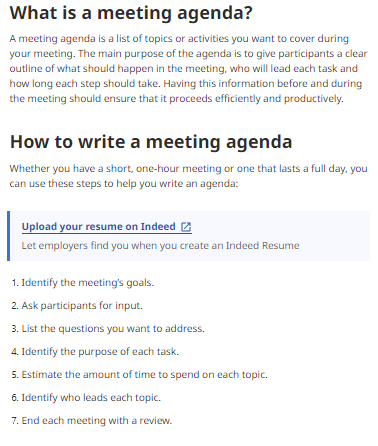 What is a meeting agenda?
A meeting agenda is a list of topics or activities you want to cover during
your meeting. The main purpose of the agenda is to give participants a clear
outline of what should happen in the meeting, who will lead each task and
how long each step should take. Having this information before and during
the meeting should ensure that it proceeds efficiently and productively.
How to write a meeting agenda
Whether you have a short, one-hour meeting or one that lasts a full day, you
can use these steps to help you write an agenda:
Upload your resume on Indeed
Let employers find you when you create an Indeed Resume
1. Identify the meeting's goals.
2. Ask participants for input.
3. List the questions you want to address.
4. Identify the purpose of each task.
5. Estimate the amount of time to spend on each topic.
6. Identify who leads each topic.
7. End each meeting with a review.